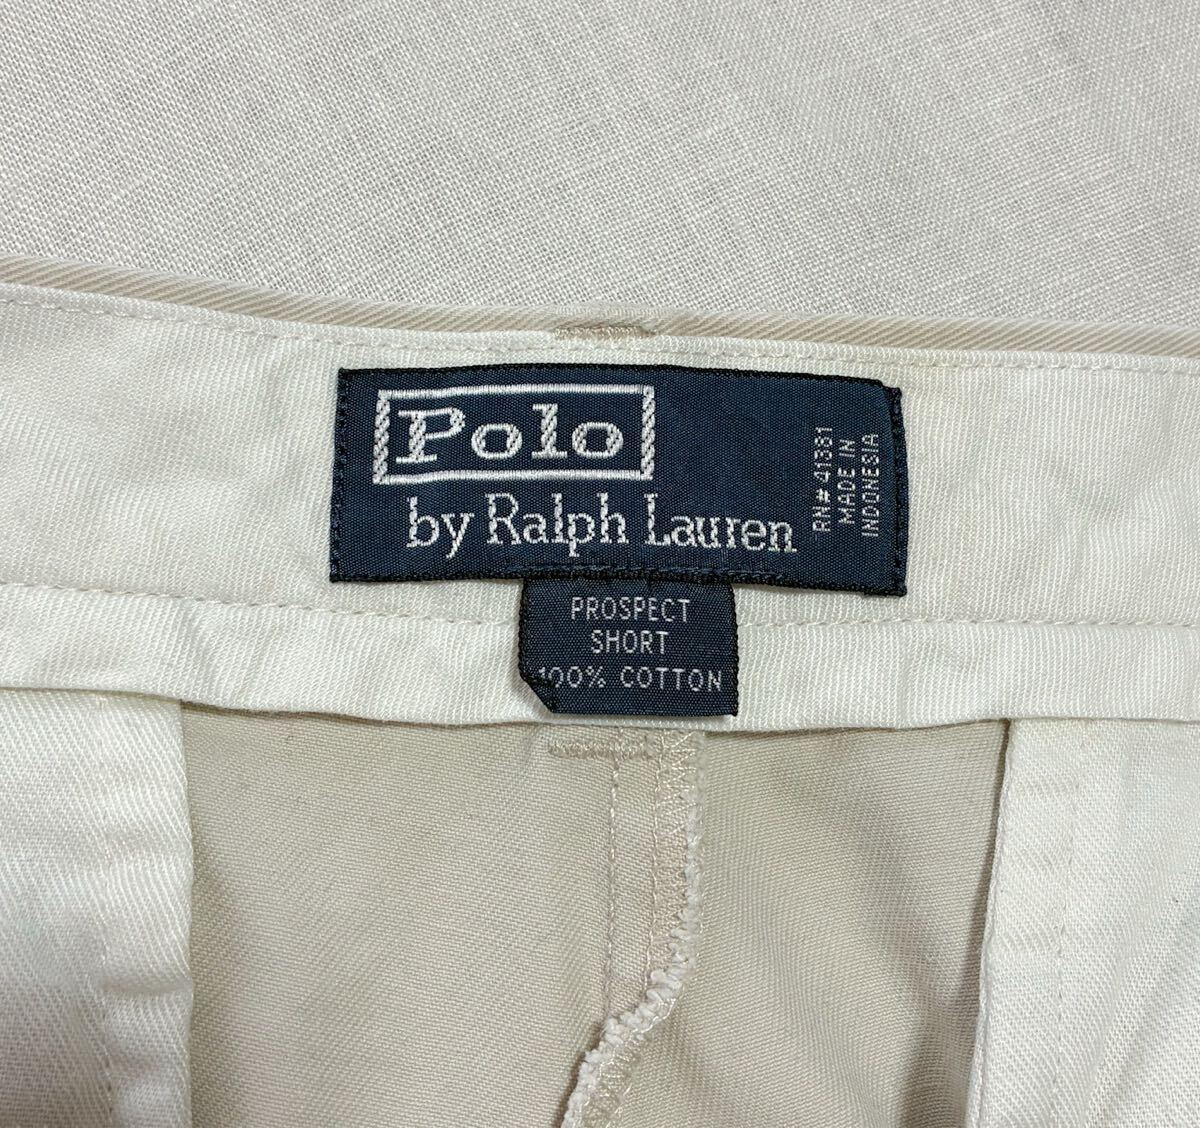 Polo
by Ralph Lauren
RN# 41381
MADE IN
INDONESIA
PROSPECT
SHORT
100% COTTON